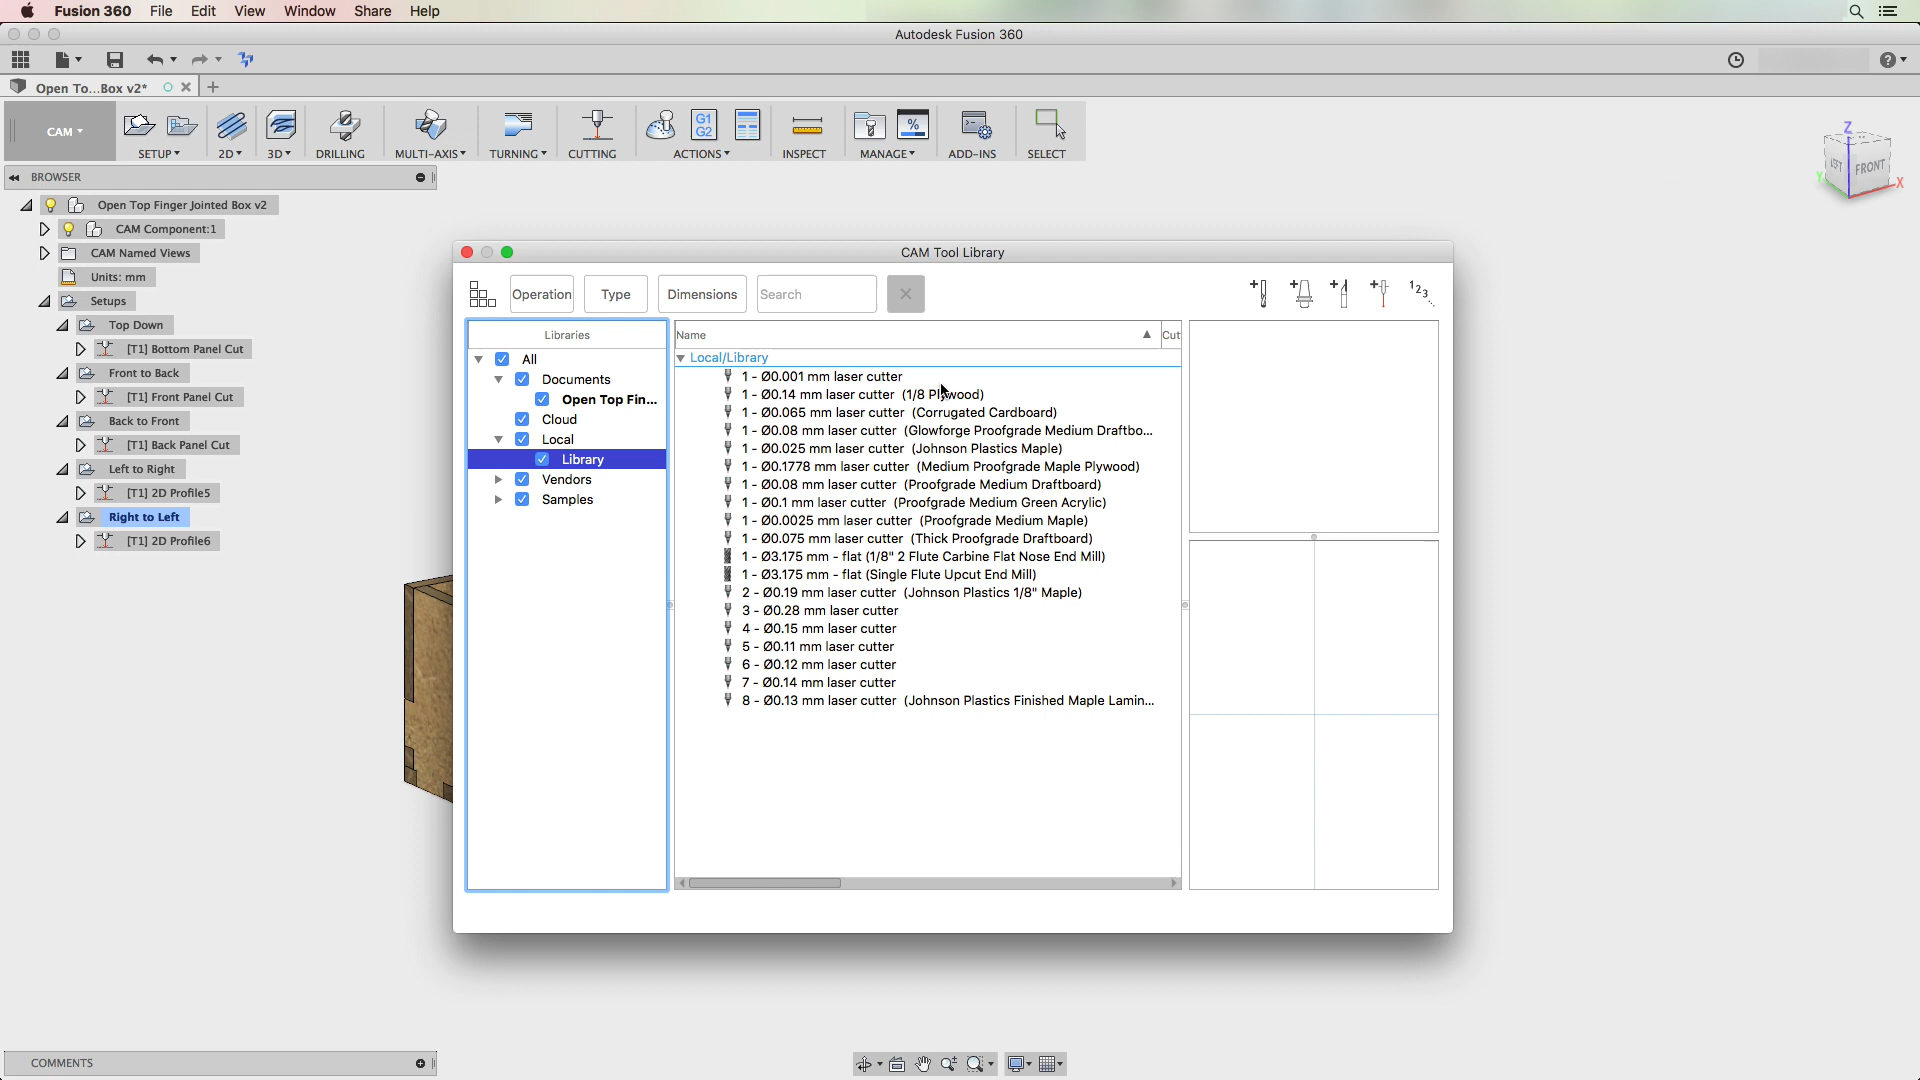 Fusion 360 File Edit View Window Share Help
Autodesk Fusion 360
Open To...Box v2*
CAM
G1
G2
SETUP 2D 3D DRILLING MULTI-AXIS TURNING CUTTING ACTIONS INSPECT MANAGE ADD-INS SELECT
Z
LEFT FRONT
Y X
BROWSER
Open Top Finger Jointed Box v2
CAM Component:1
CAM Named Views
Units: mm
Setups
Top Down
[T1] Bottom Panel Cut
Front to Back
[T1] Front Panel Cut
Back to Front
[T1] Back Panel Cut
Left to Right
[T1] 2D Profile5
Right to Left
[T1] 2D Profile6
CAM Tool Library
Operation Type Dimensions Search
123
Libraries
All
Documents
Open Top Fin...
Cloud
Local
Library
Vendors
Samples
Name Cut
Local/Library
1 - Ø0.001 mm laser cutter
1 - Ø0.14 mm laser cutter (1/8 Plywood)
1 - Ø0.065 mm laser cutter (Corrugated Cardboard)
1 - Ø0.08 mm laser cutter (Glowforge Proofgrade Medium Draftbo...
1 - Ø0.025 mm laser cutter (Johnson Plastics Maple)
1 - Ø0.1778 mm laser cutter (Medium Proofgrade Maple Plywood)
1 - Ø0.08 mm laser cutter (Proofgrade Medium Draftboard)
1 - Ø0.1 mm laser cutter (Proofgrade Medium Green Acrylic)
1 - Ø0.0025 mm laser cutter (Proofgrade Medium Maple)
1 - Ø0.075 mm laser cutter (Thick Proofgrade Draftboard)
1 - Ø3.175 mm - flat (1/8" 2 Flute Carbine Flat Nose End Mill)
1 - Ø3.175 mm - flat (Single Flute Upcut End Mill)
2 - Ø0.19 mm laser cutter (Johnson Plastics 1/8" Maple)
3 - Ø0.28 mm laser cutter
4 - Ø0.15 mm laser cutter
5 - Ø0.11 mm laser cutter
6 - Ø0.12 mm laser cutter
7 - Ø0.14 mm laser cutter
8 - Ø0.13 mm laser cutter (Johnson Plastics Finished Maple Lamin...
COMMENTS